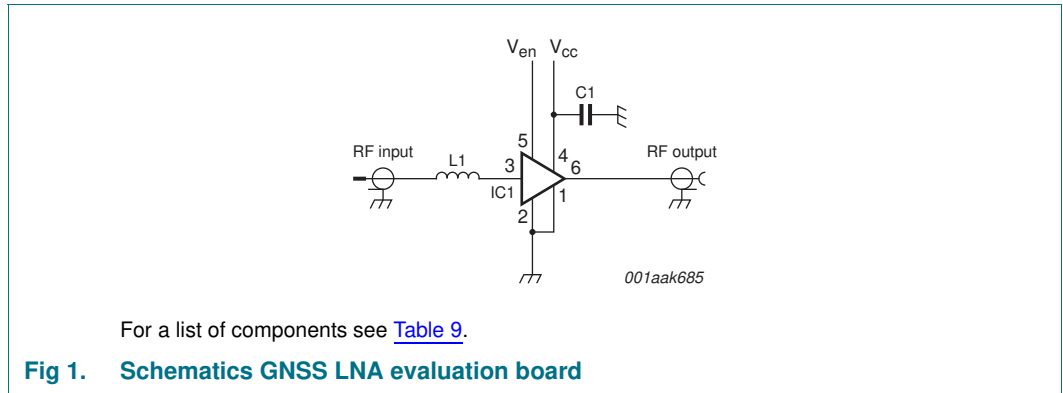 Ven Vcc
C1
5
4
RF input
L1
3
6
RF output
IC1
1
2
001aak685
For a list of components see Table 9.
Fig 1. Schematics GNSS LNA evaluation board